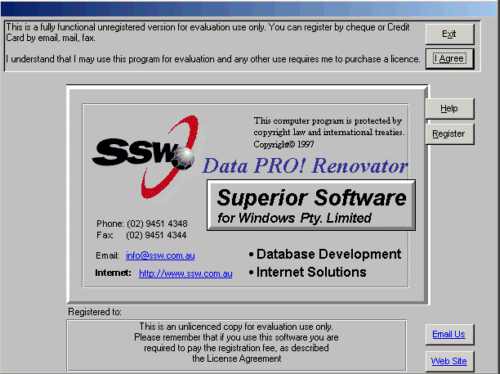 This is a fully functional unregistered version for evaluation use only. You can register by cheque or Credit
Card by email, mail, fax.
I understand that I may use this program for evaluation and any other use requires me to purchase a licence.
Exit
I Agree
Help
Register
This computer program is protected by
copyright law and international treaties.
Copyright© 1997
SSW
Data PRO! Renovator
Superior Software
for Windows Pty. Limited
Phone: (02) 9451 4348
Fax: (02) 9451 4344
Email: info@ssw.com.au
Internet: http://www.ssw.com.au
• Database Development
• Internet Solutions
Registered to:
This is an unlicenced copy for evaluation use only.
Please remember that if you use this software you are
required to pay the registration fee, as described
the License Agreement
Email Us
Web Site